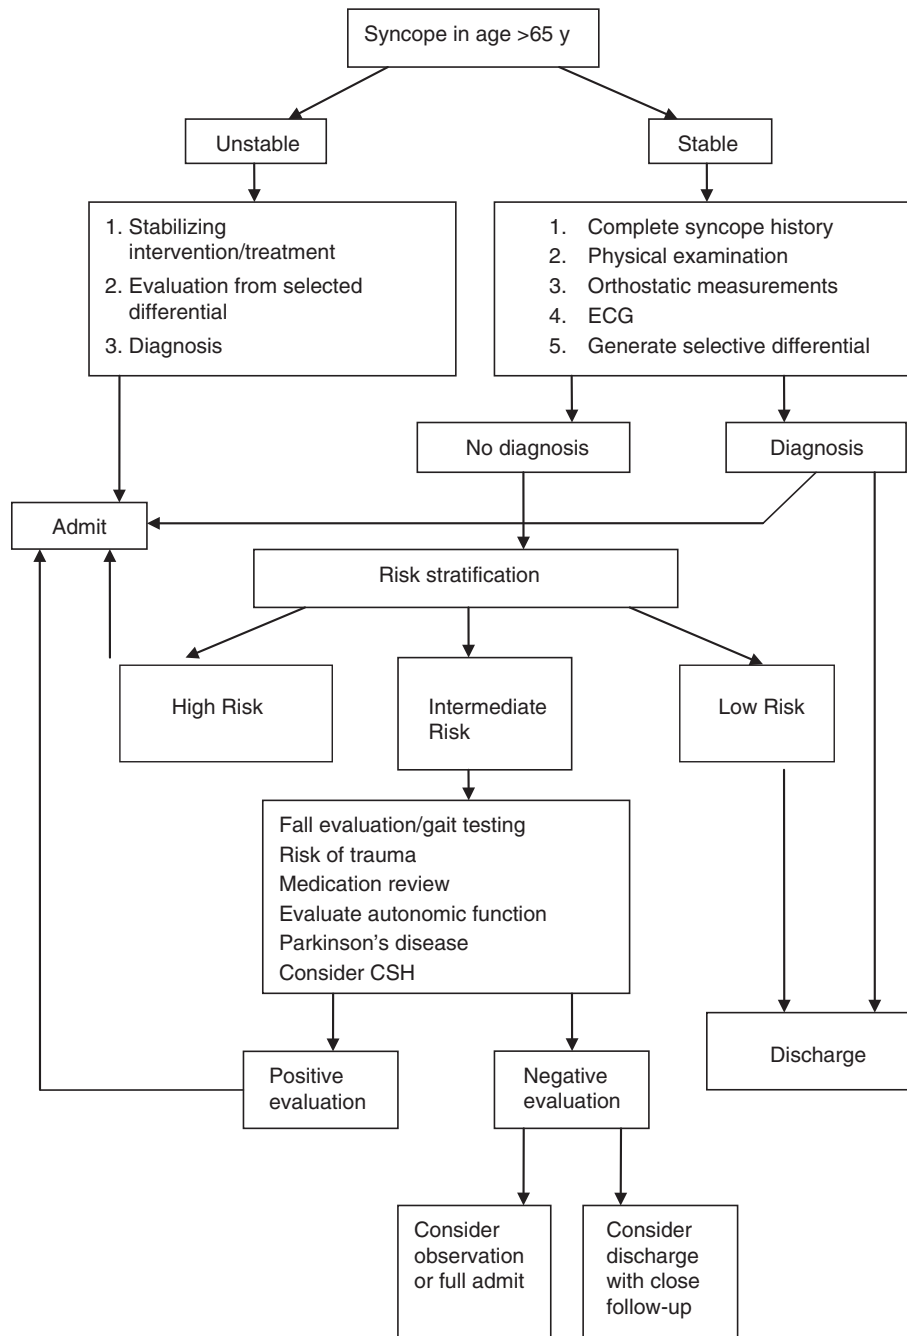 Syncope in age >65 y
Unstable
Stable
1. Stabilizing
intervention/treatment
2. Evaluation from selected
differential
3. Diagnosis
1. Complete syncope history
2. Physical examination
3. Orthostatic measurements
4. ECG
5. Generate selective differential
No diagnosis
Diagnosis
Admit
Risk stratification
High Risk
Intermediate
Risk
Low Risk
Fall evaluation/gait testing
Risk of trauma
Medication review
Evaluate autonomic function
Parkinson's disease
Consider CSH
Discharge
Positive
evaluation
Negative
evaluation
Consider
observation
or full admit
Consider
discharge
with close
follow-up